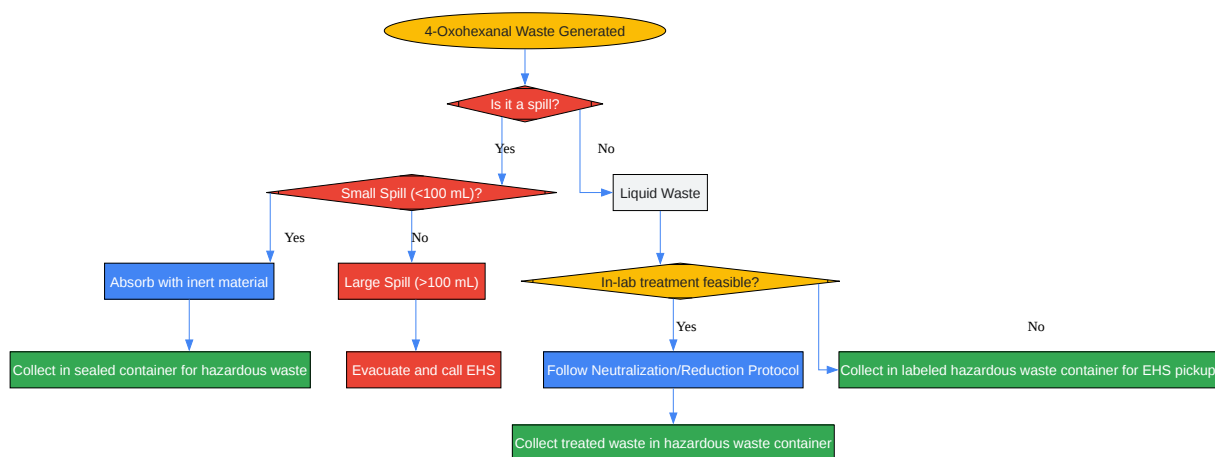 4-Oxohexanal Waste Generated
Is it a spill?
Yes
No
Small Spill (<100 mL)?
Liquid Waste
Yes
No
Absorb with inert material
Large Spill (>100 mL)
In-lab treatment feasible?
Yes
No
Collect in sealed container for hazardous waste
Evacuate and call EHS
Follow Neutralization/Reduction Protocol
Collect in labeled hazardous waste container for EHS pickup
Collect treated waste in hazardous waste container